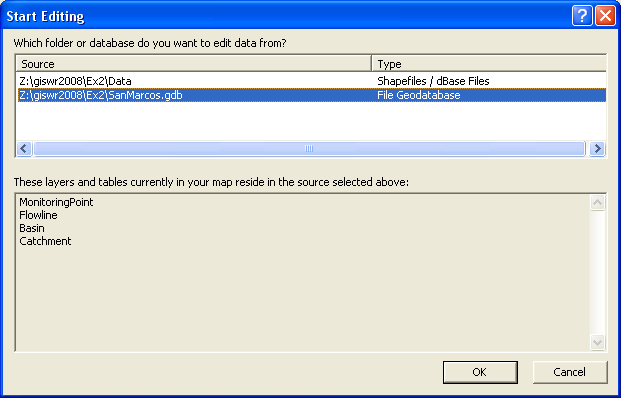 Start Editing
Which folder or database do you want to edit data from?
Source Type
Z:\giswr2008\Ex2\Data Shapefiles / dBase Files
Z:\giswr2008\Ex2\SanMarcos.gdb File Geodatabase
These layers and tables currently in your map reside in the source selected above:
MonitoringPoint
Flowline
Basin
Catchment
OK Cancel